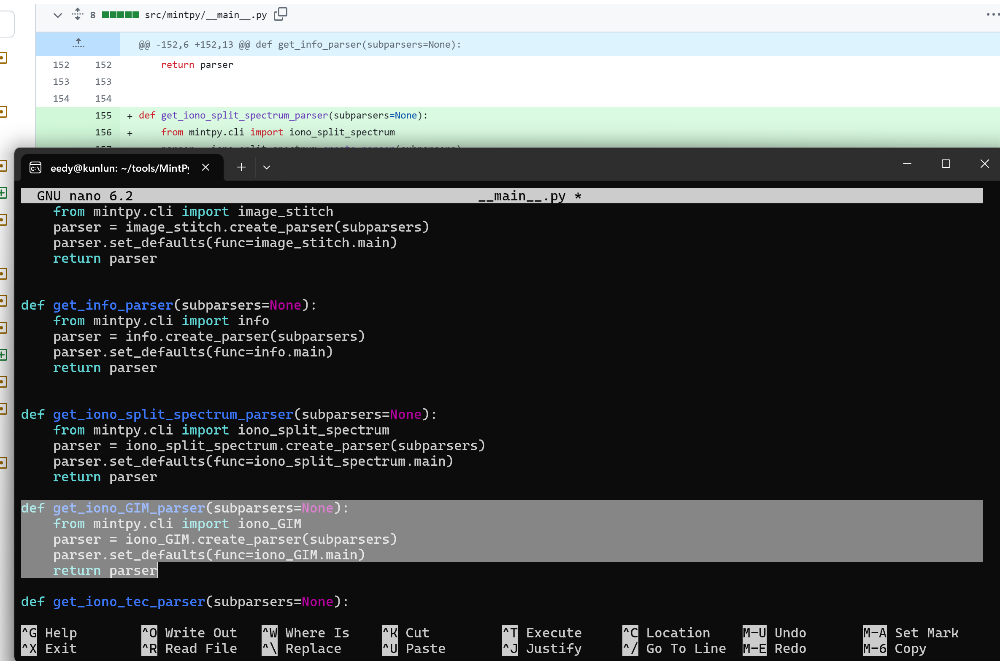 8 src/mintpy/__main__.py
@@ -152,6 +152,13 @@ def get_info_parser(subparsers=None):
152 152 return parser
153 153
154 154
155 + def get_iono_split_spectrum_parser(subparsers=None):
156 + from mintpy.cli import iono_split_spectrum
eedy@kunlun: ~/tools/MintPy
GNU nano 6.2 __main__.py *
from mintpy.cli import image_stitch
parser = image_stitch.create_parser(subparsers)
parser.set_defaults(func=image_stitch.main)
return parser
def get_info_parser(subparsers=None):
from mintpy.cli import info
parser = info.create_parser(subparsers)
parser.set_defaults(func=info.main)
return parser
def get_iono_split_spectrum_parser(subparsers=None):
from mintpy.cli import iono_split_spectrum
parser = iono_split_spectrum.create_parser(subparsers)
parser.set_defaults(func=iono_split_spectrum.main)
return parser
def get_iono_GIM_parser(subparsers=None):
from mintpy.cli import iono_GIM
parser = iono_GIM.create_parser(subparsers)
parser.set_defaults(func=iono_GIM.main)
return parser
def get_iono_tec_parser(subparsers=None):
^G Help ^O Write Out ^W Where Is ^K Cut ^T Execute ^C Location M-U Undo M-A Set Mark
^X Exit ^R Read File ^\ Replace ^U Paste ^J Justify ^/ Go To Line M-E Redo M-6 Copy